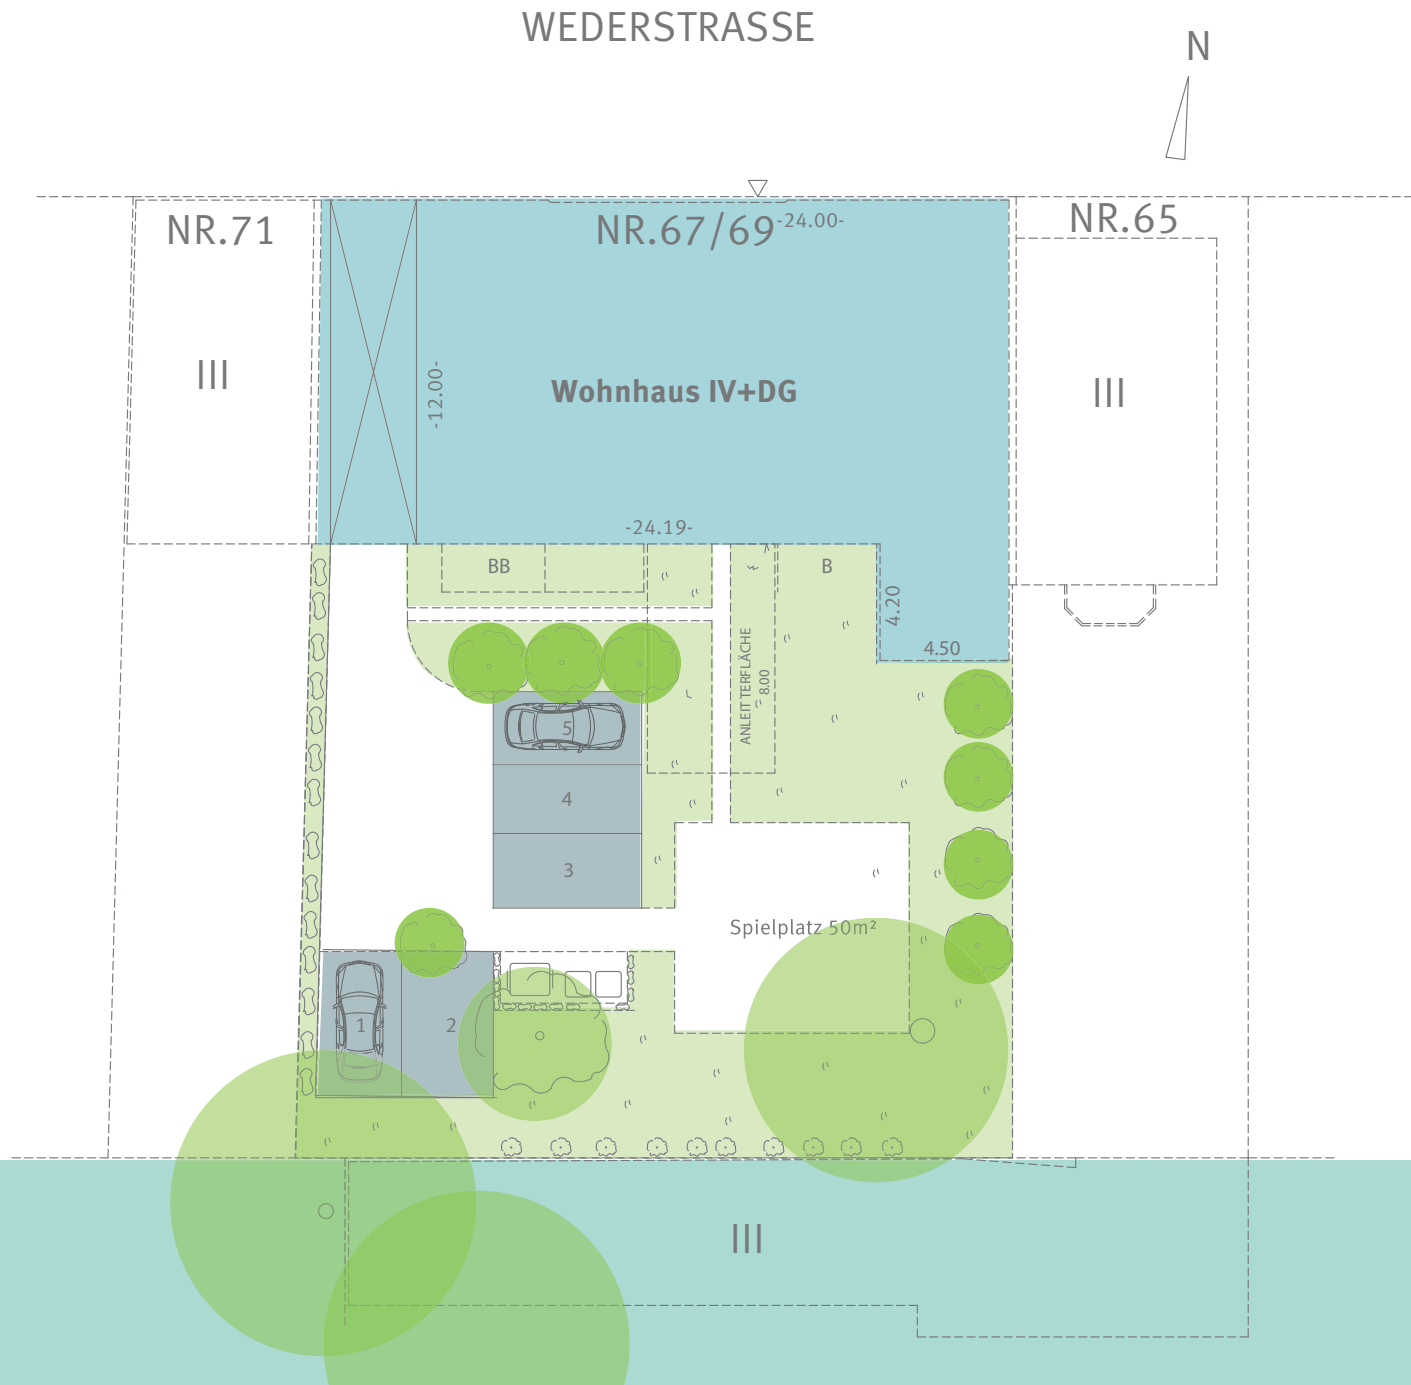 WEDERSTRASSE
N
NR.71
NR.67/69
-24.00-
NR.65
III
-12.00-
Wohnhaus IV+DG
III
-24.19-
BB
B
4.20
4.50
ANLEITTERFLÄCHE
8.00
5
4
3
Spielplatz 50m²
1
2
III